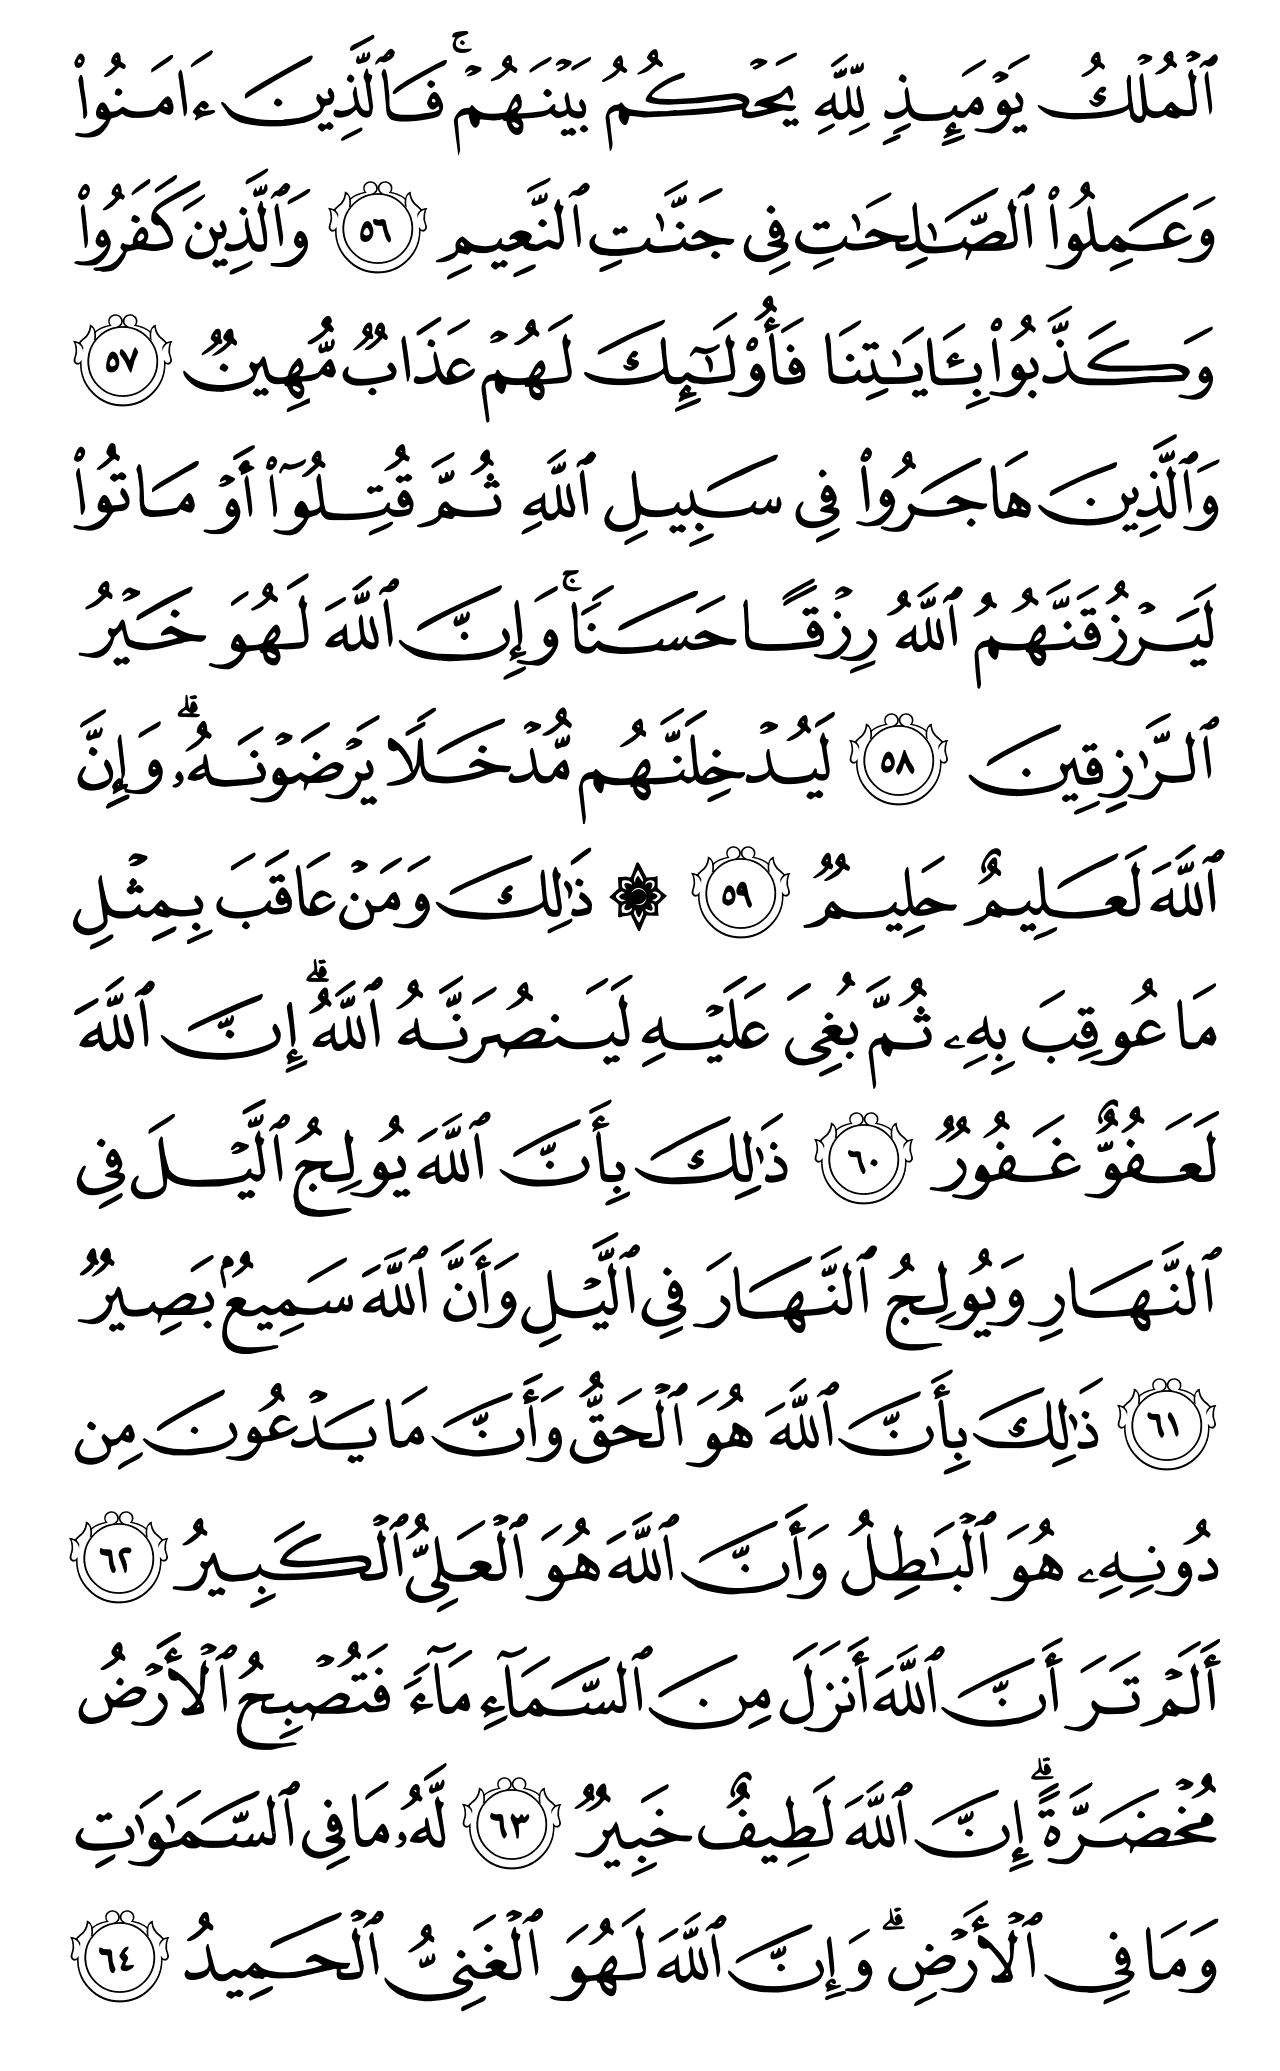 ٱلْمُلْكُ يَوْمَئِذٍ لِّلَّهِ يَحْكُمُ بَيْنَهُمْ ۚ فَٱلَّذِينَ ءَامَنُوا۟
وَعَمِلُوا۟ ٱلصَّـٰلِحَـٰتِ فِى جَنَّـٰتِ ٱلنَّعِيمِ ٥٦ وَٱلَّذِينَ كَفَرُوا۟
وَكَذَّبُوا۟ بِـَٔايَـٰتِنَا فَأُو۟لَـٰٓئِكَ لَهُمْ عَذَابٌ مُّهِينٌ ٥٧
وَٱلَّذِينَ هَاجَرُوا۟ فِى سَبِيلِ ٱللَّهِ ثُمَّ قُتِلُوٓا۟ أَوْ مَاتُوا۟
لَيَرْزُقَنَّهُمُ ٱللَّهُ رِزْقًا حَسَنًا ۚ وَإِنَّ ٱللَّهَ لَهُوَ خَيْرُ
ٱلرَّٰزِقِينَ ٥٨ لَيُدْخِلَنَّهُم مُّدْخَلًا يَرْضَوْنَهُۥ ۗ وَإِنَّ
ٱللَّهَ لَعَلِيمٌ حَلِيمٌ ٥٩ ۞ ذَٰلِكَ وَمَنْ عَاقَبَ بِمِثْلِ
مَا عُوقِبَ بِهِۦ ثُمَّ بُغِىَ عَلَيْهِ لَيَنصُرَنَّهُ ٱللَّهُ ۗ إِنَّ ٱللَّهَ
لَعَفُوٌّ غَفُورٌ ٦٠ ذَٰلِكَ بِأَنَّ ٱللَّهَ يُولِجُ ٱلَّيْلَ فِى
ٱلنَّهَارِ وَيُولِجُ ٱلنَّهَارَ فِى ٱلَّيْلِ وَأَنَّ ٱللَّهَ سَمِيعٌۢ بَصِيرٌ
٦١ ذَٰلِكَ بِأَنَّ ٱللَّهَ هُوَ ٱلْحَقُّ وَأَنَّ مَا يَدْعُونَ مِن
دُونِهِۦ هُوَ ٱلْبَـٰطِلُ وَأَنَّ ٱللَّهَ هُوَ ٱلْعَلِىُّ ٱلْكَبِيرُ ٦٢
أَلَمْ تَرَ أَنَّ ٱللَّهَ أَنزَلَ مِنَ ٱلسَّمَآءِ مَآءً فَتُصْبِحُ ٱلْأَرْضُ
مُخْضَرَّةً ۗ إِنَّ ٱللَّهَ لَطِيفٌ خَبِيرٌ ٦٣ لَّهُۥ مَا فِى ٱلسَّمَـٰوَٰتِ
وَمَا فِى ٱلْأَرْضِ ۗ وَإِنَّ ٱللَّهَ لَهُوَ ٱلْغَنِىُّ ٱلْحَمِيدُ ٦٤